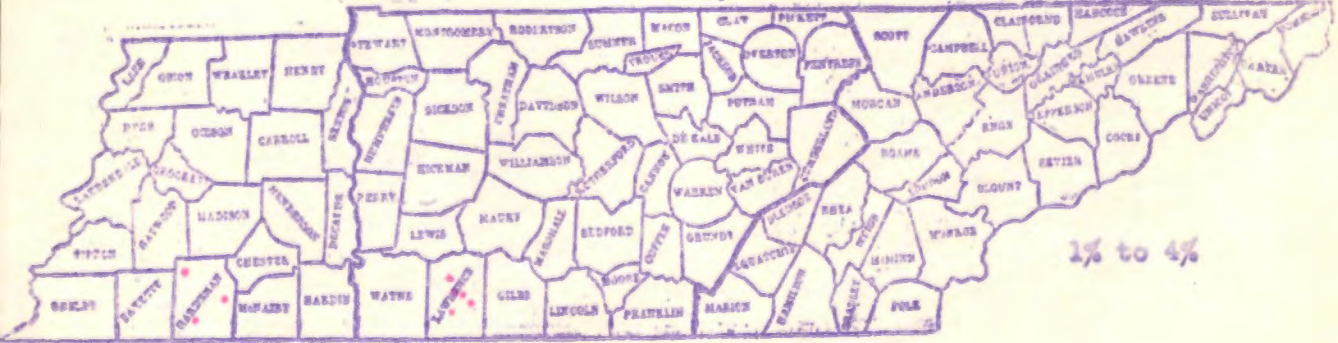 CLAY PICKETT
CLAIBORNE HANCOCK SULLIVAN JOHNSON
STEWART MONTGOMERY ROBERTSON SUMNER MACON SCOTT CAMPBELL HAWKINS
LAKE OBION WEAKLEY HENRY HOUSTON TROUSDALE JACKSON OVERTON FENTRESS UNION GRAINGER HAMBLEN GREENE WASHINGTON CARTER
DICKSON CHEATHAM DAVIDSON WILSON SMITH PUTNAM MORGAN ANDERSON JEFFERSON UNICOI
DYER GIBSON CARROLL BENTON HUMPHREYS DE KALB WHITE CUMBERLAND KNOX COCKE
LAUDERDALE CROCKETT HICKMAN WILLIAMSON RUTHERFORD CANNON WARREN VAN BUREN ROANE LOUDON BLOUNT SEVIER
HAYWOOD MADISON HENDERSON DECATUR PERRY LEWIS MAURY MARSHALL BEDFORD COFFEE GRUNDY BLEDSOE RHEA MEIGS MONROE
TIPTON CHESTER SEQUATCHIE MCMINN
1% to 4%
SHELBY FAYETTE HARDEMAN McNAIRY HARDIN WAYNE LAWRENCE GILES LINCOLN MOORE FRANKLIN MARION HAMILTON BRADLEY POLK